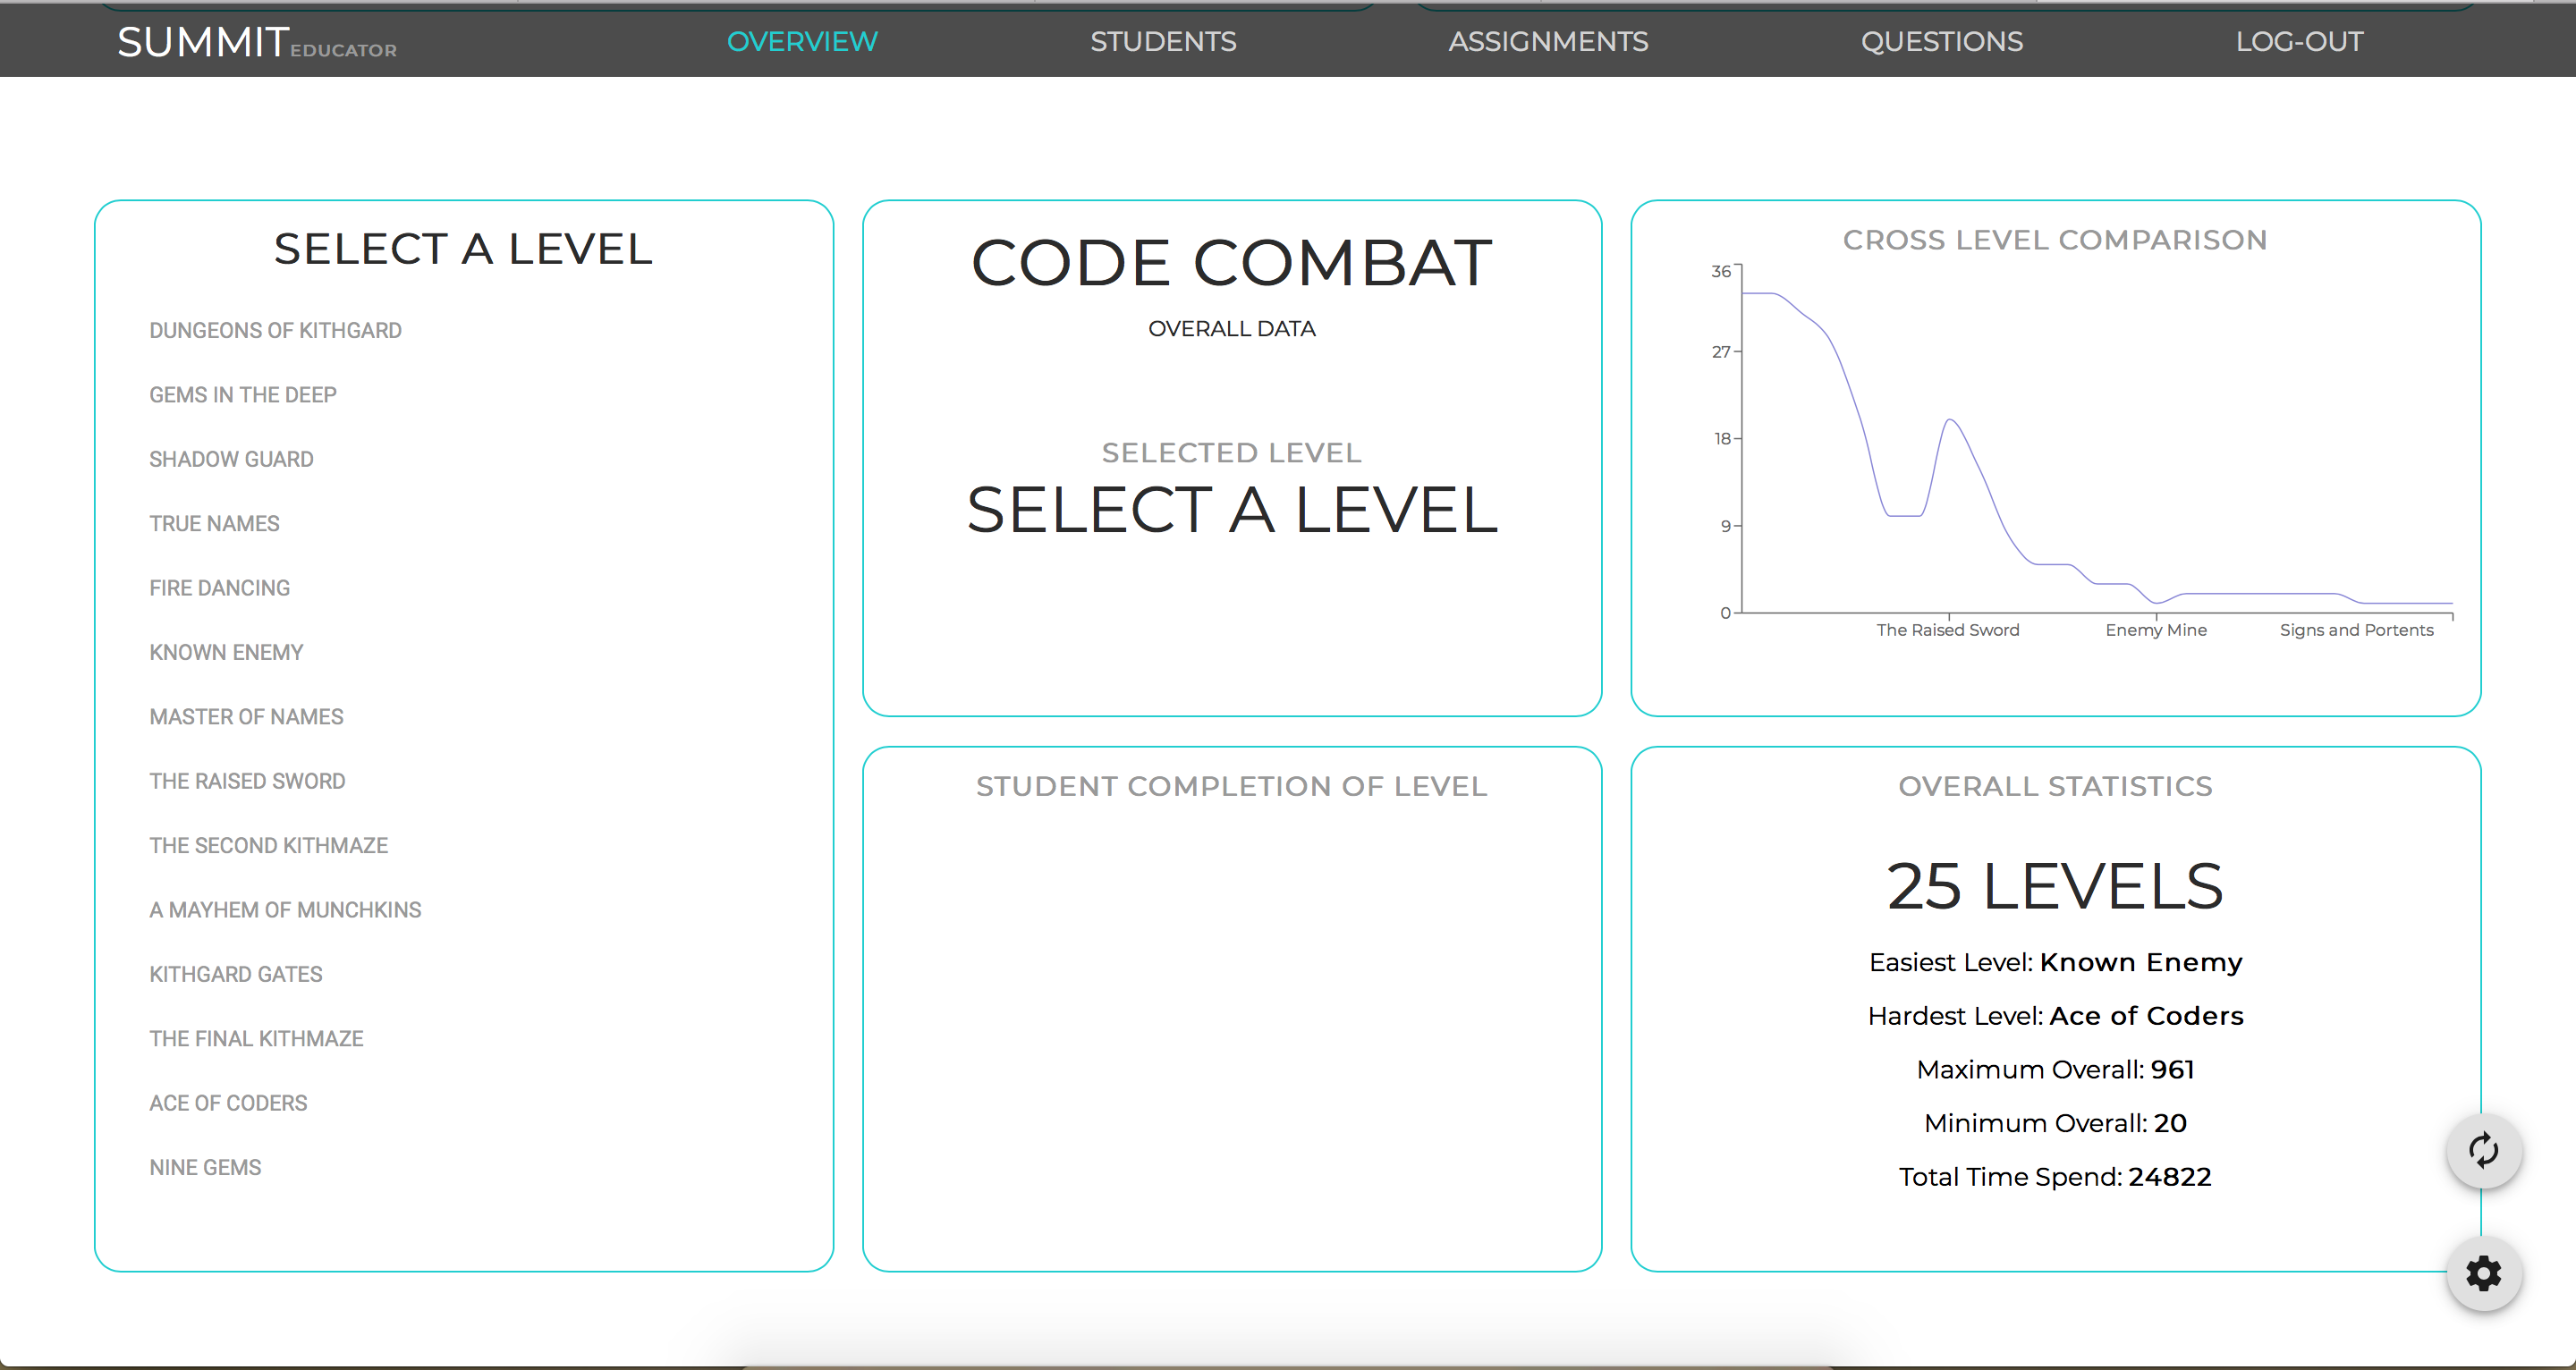 SUMMIT EDUCATOR
OVERVIEW
STUDENTS
ASSIGNMENTS
QUESTIONS
LOG-OUT
SELECT A LEVEL
DUNGEONS OF KITHGARD
GEMS IN THE DEEP
SHADOW GUARD
TRUE NAMES
FIRE DANCING
KNOWN ENEMY
MASTER OF NAMES
THE RAISED SWORD
THE SECOND KITHMAZE
A MAYHEM OF MUNCHKINS
KITHGARD GATES
THE FINAL KITHMAZE
ACE OF CODERS
NINE GEMS
CODE COMBAT
OVERALL DATA
SELECTED LEVEL
SELECT A LEVEL
CROSS LEVEL COMPARISON
36
27
18
9
0
The Raised Sword
Enemy Mine
Signs and Portents
STUDENT COMPLETION OF LEVEL
OVERALL STATISTICS
25 LEVELS
Easiest Level: Known Enemy
Hardest Level: Ace of Coders
Maximum Overall: 961
Minimum Overall: 20
Total Time Spend: 24822